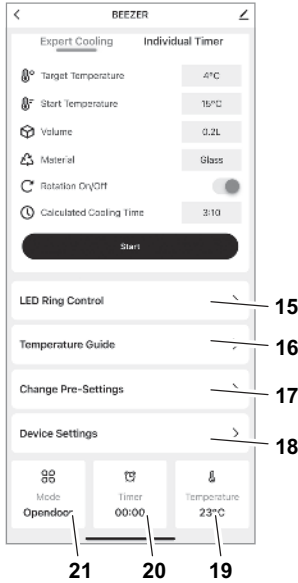 BEEZER
Expert Cooling Individual Timer
Target Temperature 4°C
Start Temperature 15°C
Volume 0.2L
Material Glass
Rotation On/Off
Calculated Cooling Time 3:10
Start
LED Ring Control
15
Temperature Guide
16
Change Pre-Settings
17
Device Settings
18
Mode Timer Temperature
Opendoor 00:00 23°C
21 20 19